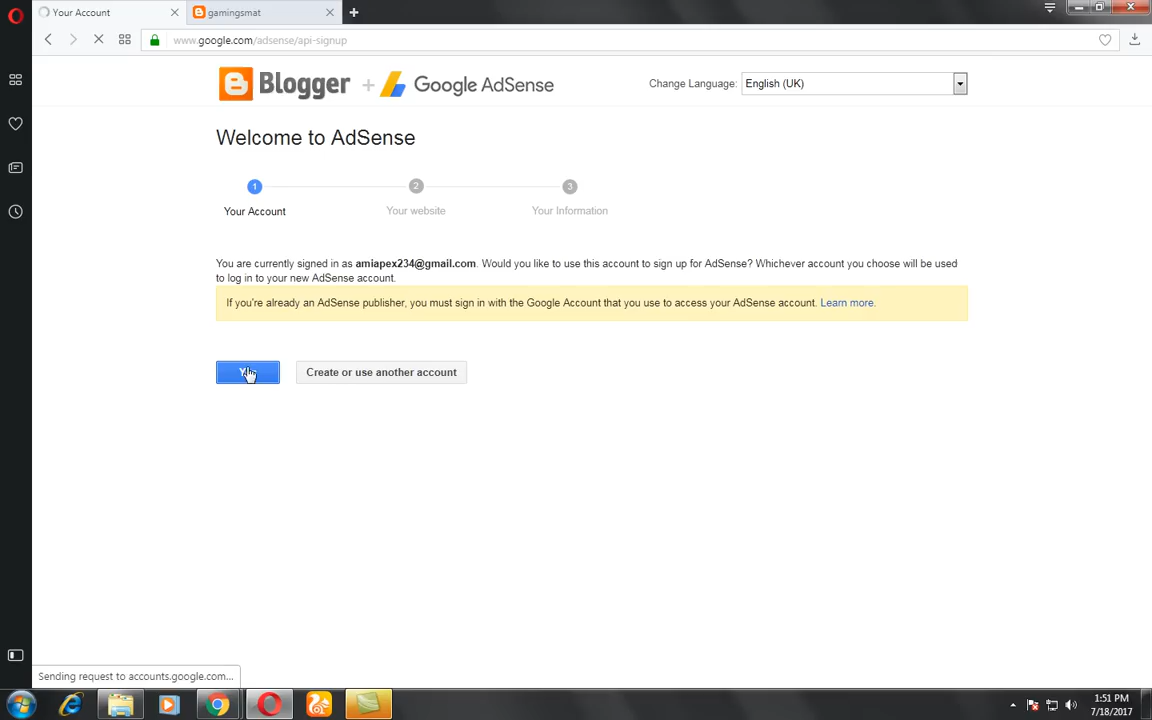 Your Account
gamingsmat
www.google.com/adsense/api-signup
Blogger + Google AdSense
Change Language: English (UK)
Welcome to AdSense
1 2 3
Your Account Your website Your Information
You are currently signed in as amiapex234@gmail.com. Would you like to use this account to sign up for AdSense? Whichever account you choose will be used
to log in to your new AdSense account.
If you're already an AdSense publisher, you must sign in with the Google Account that you use to access your AdSense account. Learn more.
Create or use another account
Sending request to accounts.google.com...
1:51 PM
7/18/2017